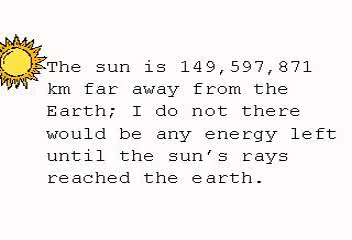 The sun is 149,597,871
km far away from the
Earth; I do not there
would be any energy left
until the sun's rays
reached the earth.